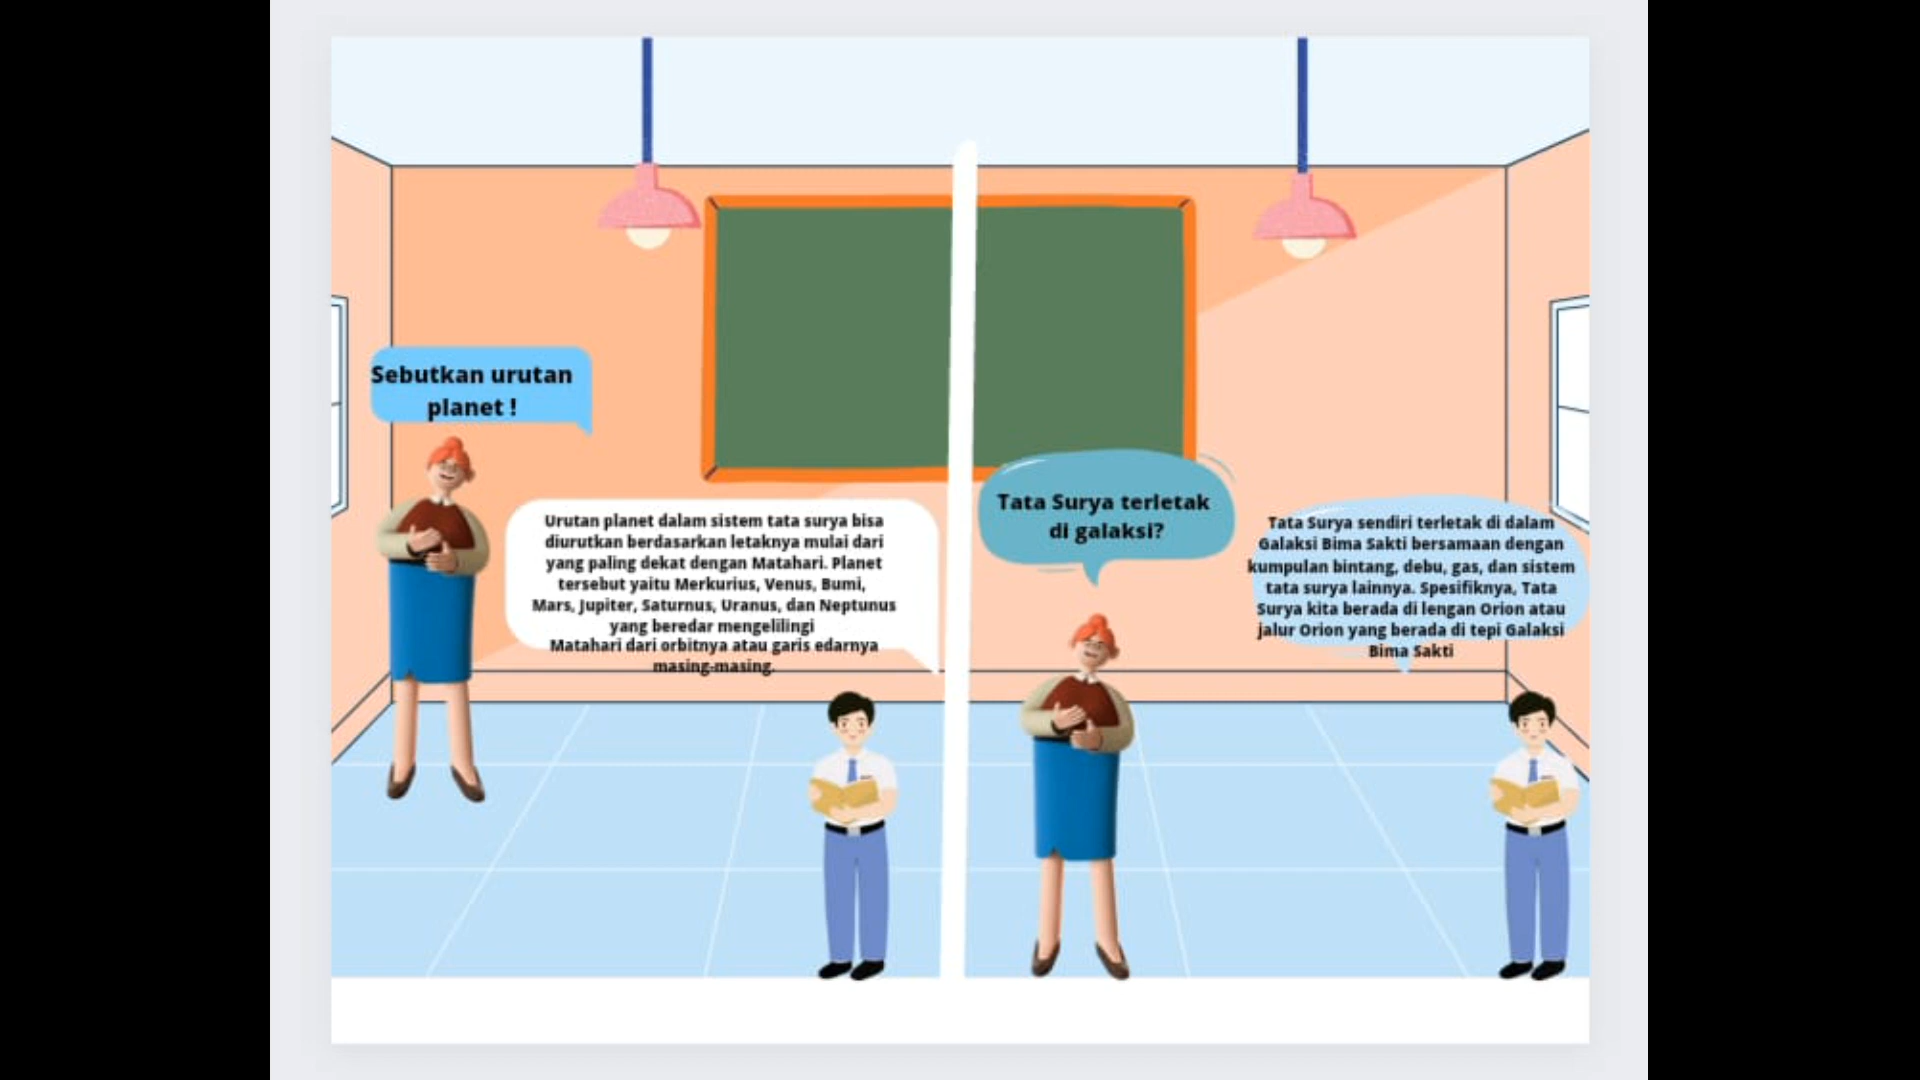 Sebutkan urutan
planet !
Urutan planet dalam sistem tata surya bisa
diurutkan berdasarkan letaknya mulai dari
yang paling dekat dengan Matahari. Planet
tersebut yaitu Merkurius, Venus, Bumi,
Mars, Jupiter, Saturnus, Uranus, dan Neptunus
yang beredar mengelilingi
Matahari dari orbitnya atau garis edarnya
masing-masing.
Tata Surya terletak
di galaksi?
Tata Surya sendiri terletak di dalam
Galaksi Bima Sakti bersamaan dengan
kumpulan bintang, debu, gas, dan sistem
tata surya lainnya. Spesifiknya, Tata
Surya kita berada di lengan Orion atau
jalur Orion yang berada di tepi Galaksi
Bima Sakti